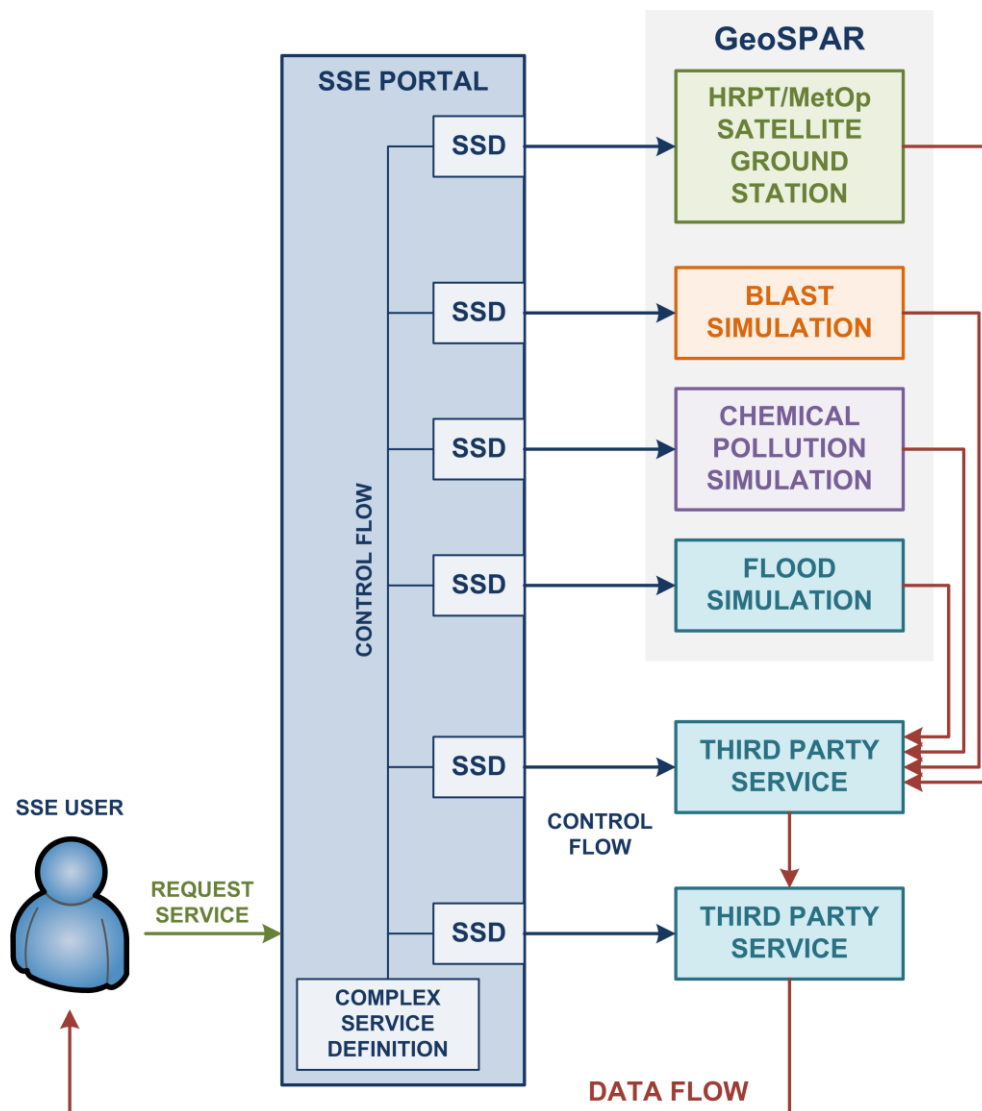 GeoSPAR
SSE PORTAL
SSD
HRPT/MetOp
SATELLITE
GROUND
STATION
SSD
BLAST
SIMULATION
SSD
CHEMICAL
POLLUTION
SIMULATION
CONTROL FLOW
SSD
FLOOD
SIMULATION
SSD
THIRD PARTY
SERVICE
SSE USER
CONTROL
FLOW
REQUEST
SERVICE
SSD
THIRD PARTY
SERVICE
COMPLEX
SERVICE
DEFINITION
DATA FLOW